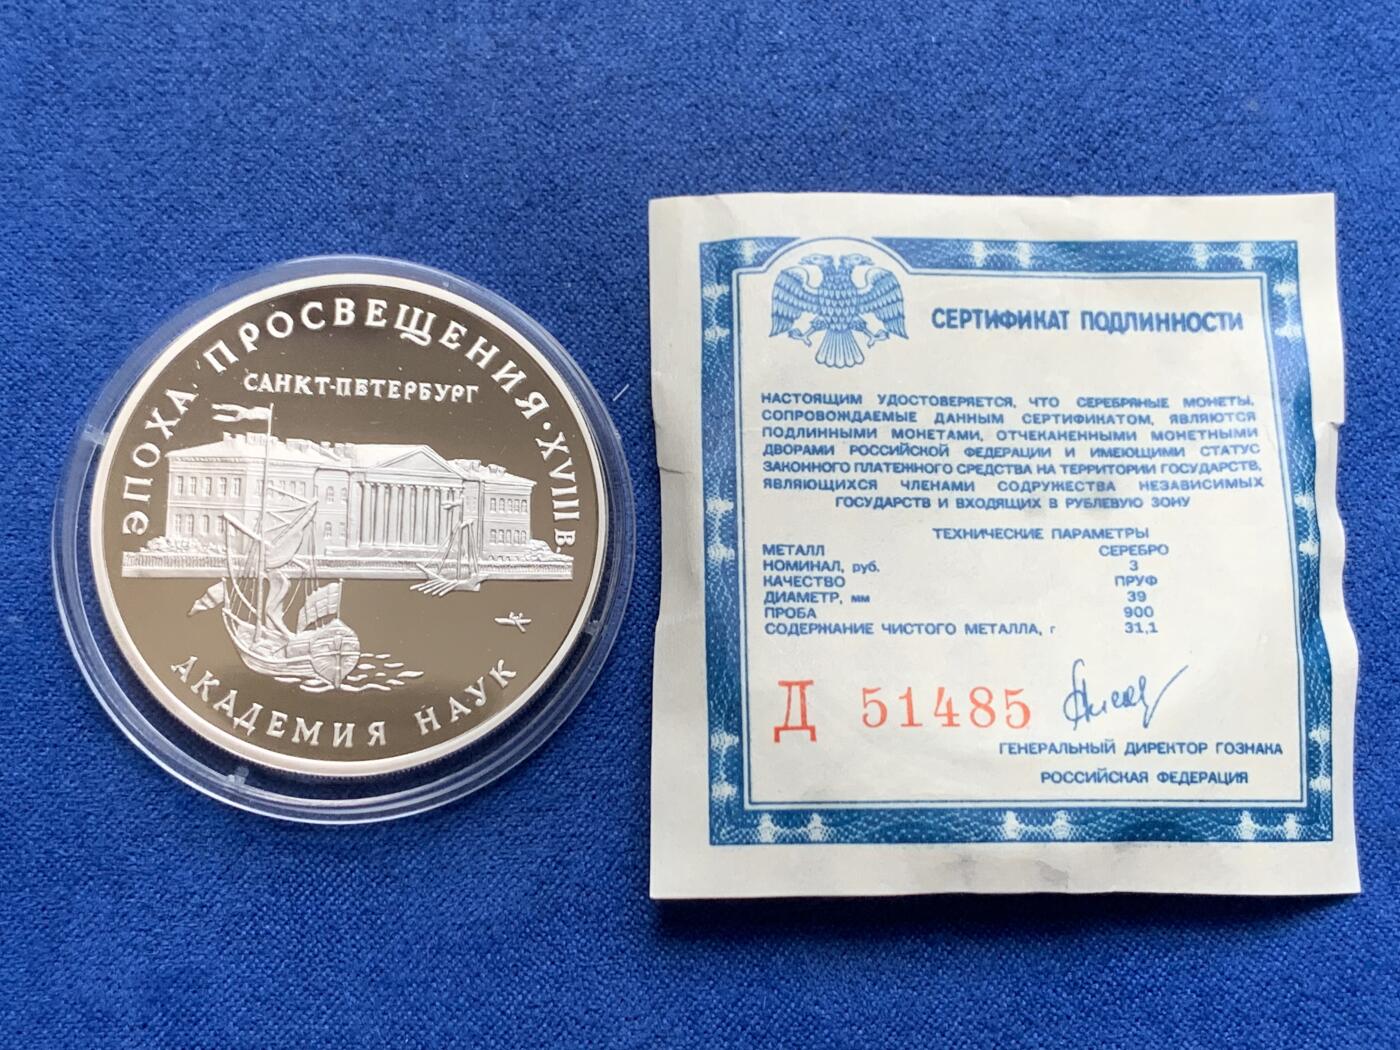 ЭПОХА ПРОСВЕЩЕНИЯ · XVIII В.
САНКТ-ПЕТЕРБУРГ
АКАДЕМИЯ НАУК
СЕРТИФИКАТ ПОДЛИННОСТИ
НАСТОЯЩИМ УДОСТОВЕРЯЕТСЯ, ЧТО СЕРЕБРЯНЫЕ МОНЕТЫ,
СОПРОВОЖДАЕМЫЕ ДАННЫМ СЕРТИФИКАТОМ, ЯВЛЯЮТСЯ
ПОДЛИННЫМИ МОНЕТАМИ, ОТЧЕКАНЕННЫМИ МОНЕТНЫМИ
ДВОРАМИ РОССИЙСКОЙ ФЕДЕРАЦИИ И ИМЕЮЩИМИ СТАТУС
ЗАКОННОГО ПЛАТЕЖНОГО СРЕДСТВА НА ТЕРРИТОРИИ ГОСУДАРСТВ,
ЯВЛЯЮЩИХСЯ ЧЛЕНАМИ СОДРУЖЕСТВА НЕЗАВИСИМЫХ
ГОСУДАРСТВ И ВХОДЯЩИХ В РУБЛЕВУЮ ЗОНУ
ТЕХНИЧЕСКИЕ ПАРАМЕТРЫ
МЕТАЛЛ СЕРЕБРО
НОМИНАЛ, руб. 3
КАЧЕСТВО ПРУФ
ДИАМЕТР, мм 39
ПРОБА 900
СОДЕРЖАНИЕ ЧИСТОГО МЕТАЛЛА, г 31,1
Д 51485
ГЕНЕРАЛЬНЫЙ ДИРЕКТОР ГОЗНАКА
РОССИЙСКАЯ ФЕДЕРАЦИЯ